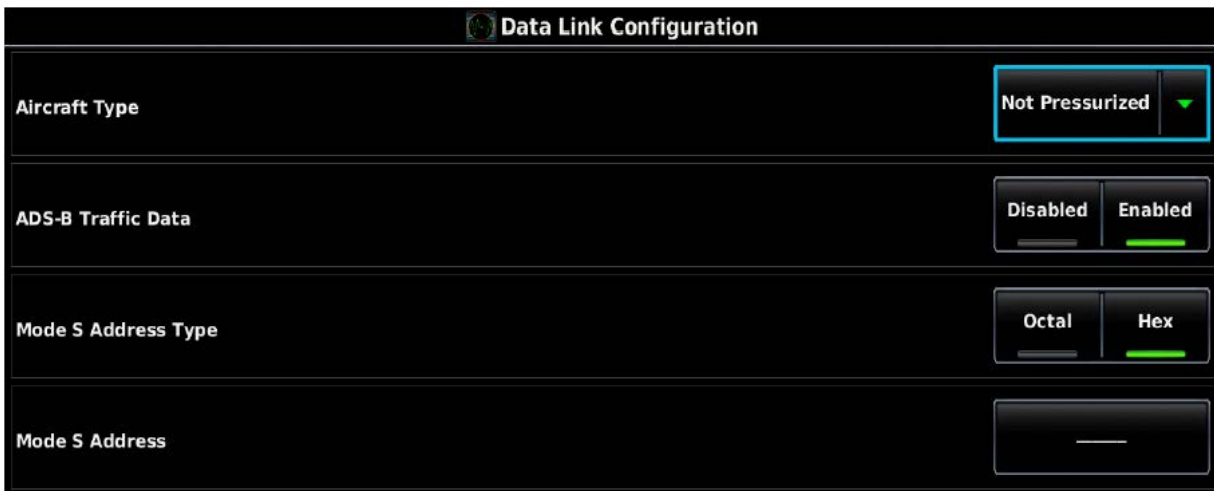 Data Link Configuration
Aircraft Type
Not Pressurized
ADS-B Traffic Data
Disabled Enabled
Mode S Address Type
Octal Hex
Mode S Address
______